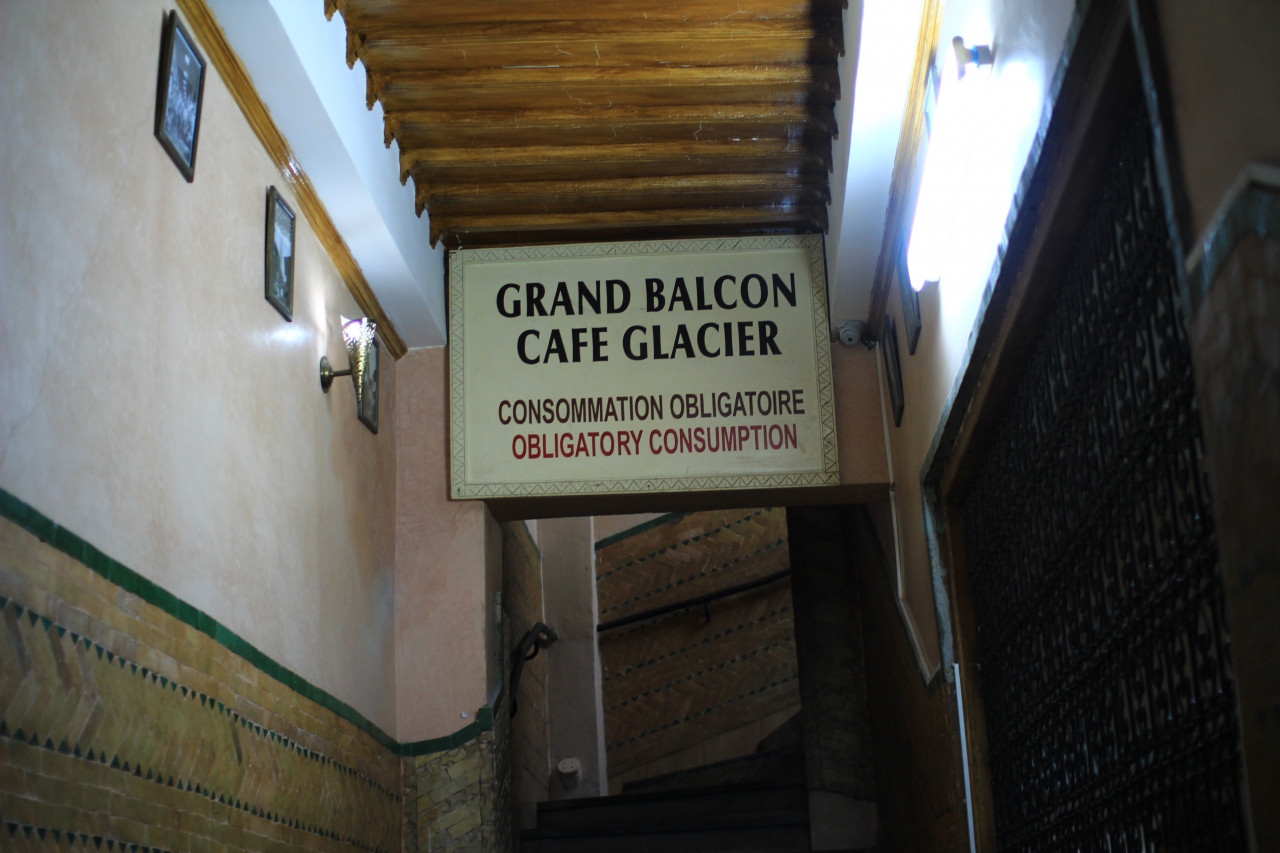 GRAND BALCON
CAFE GLACIER
CONSOMMATION OBLIGATOIRE
OBLIGATORY CONSUMPTION